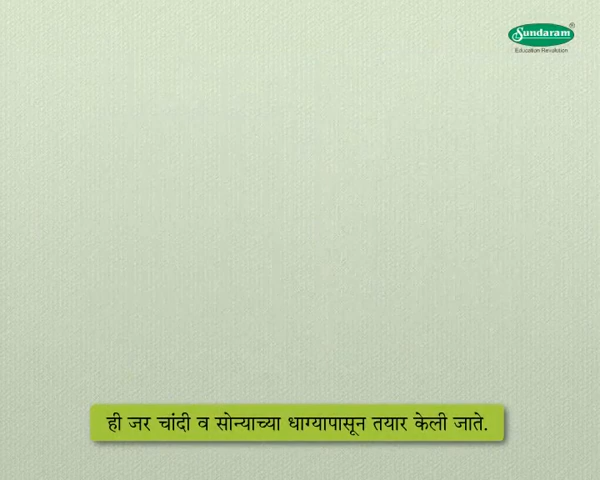 Sundaram
Education Revolution
ही जर चांदी व सोन्याच्या धाग्यापासून तयार केली जाते.